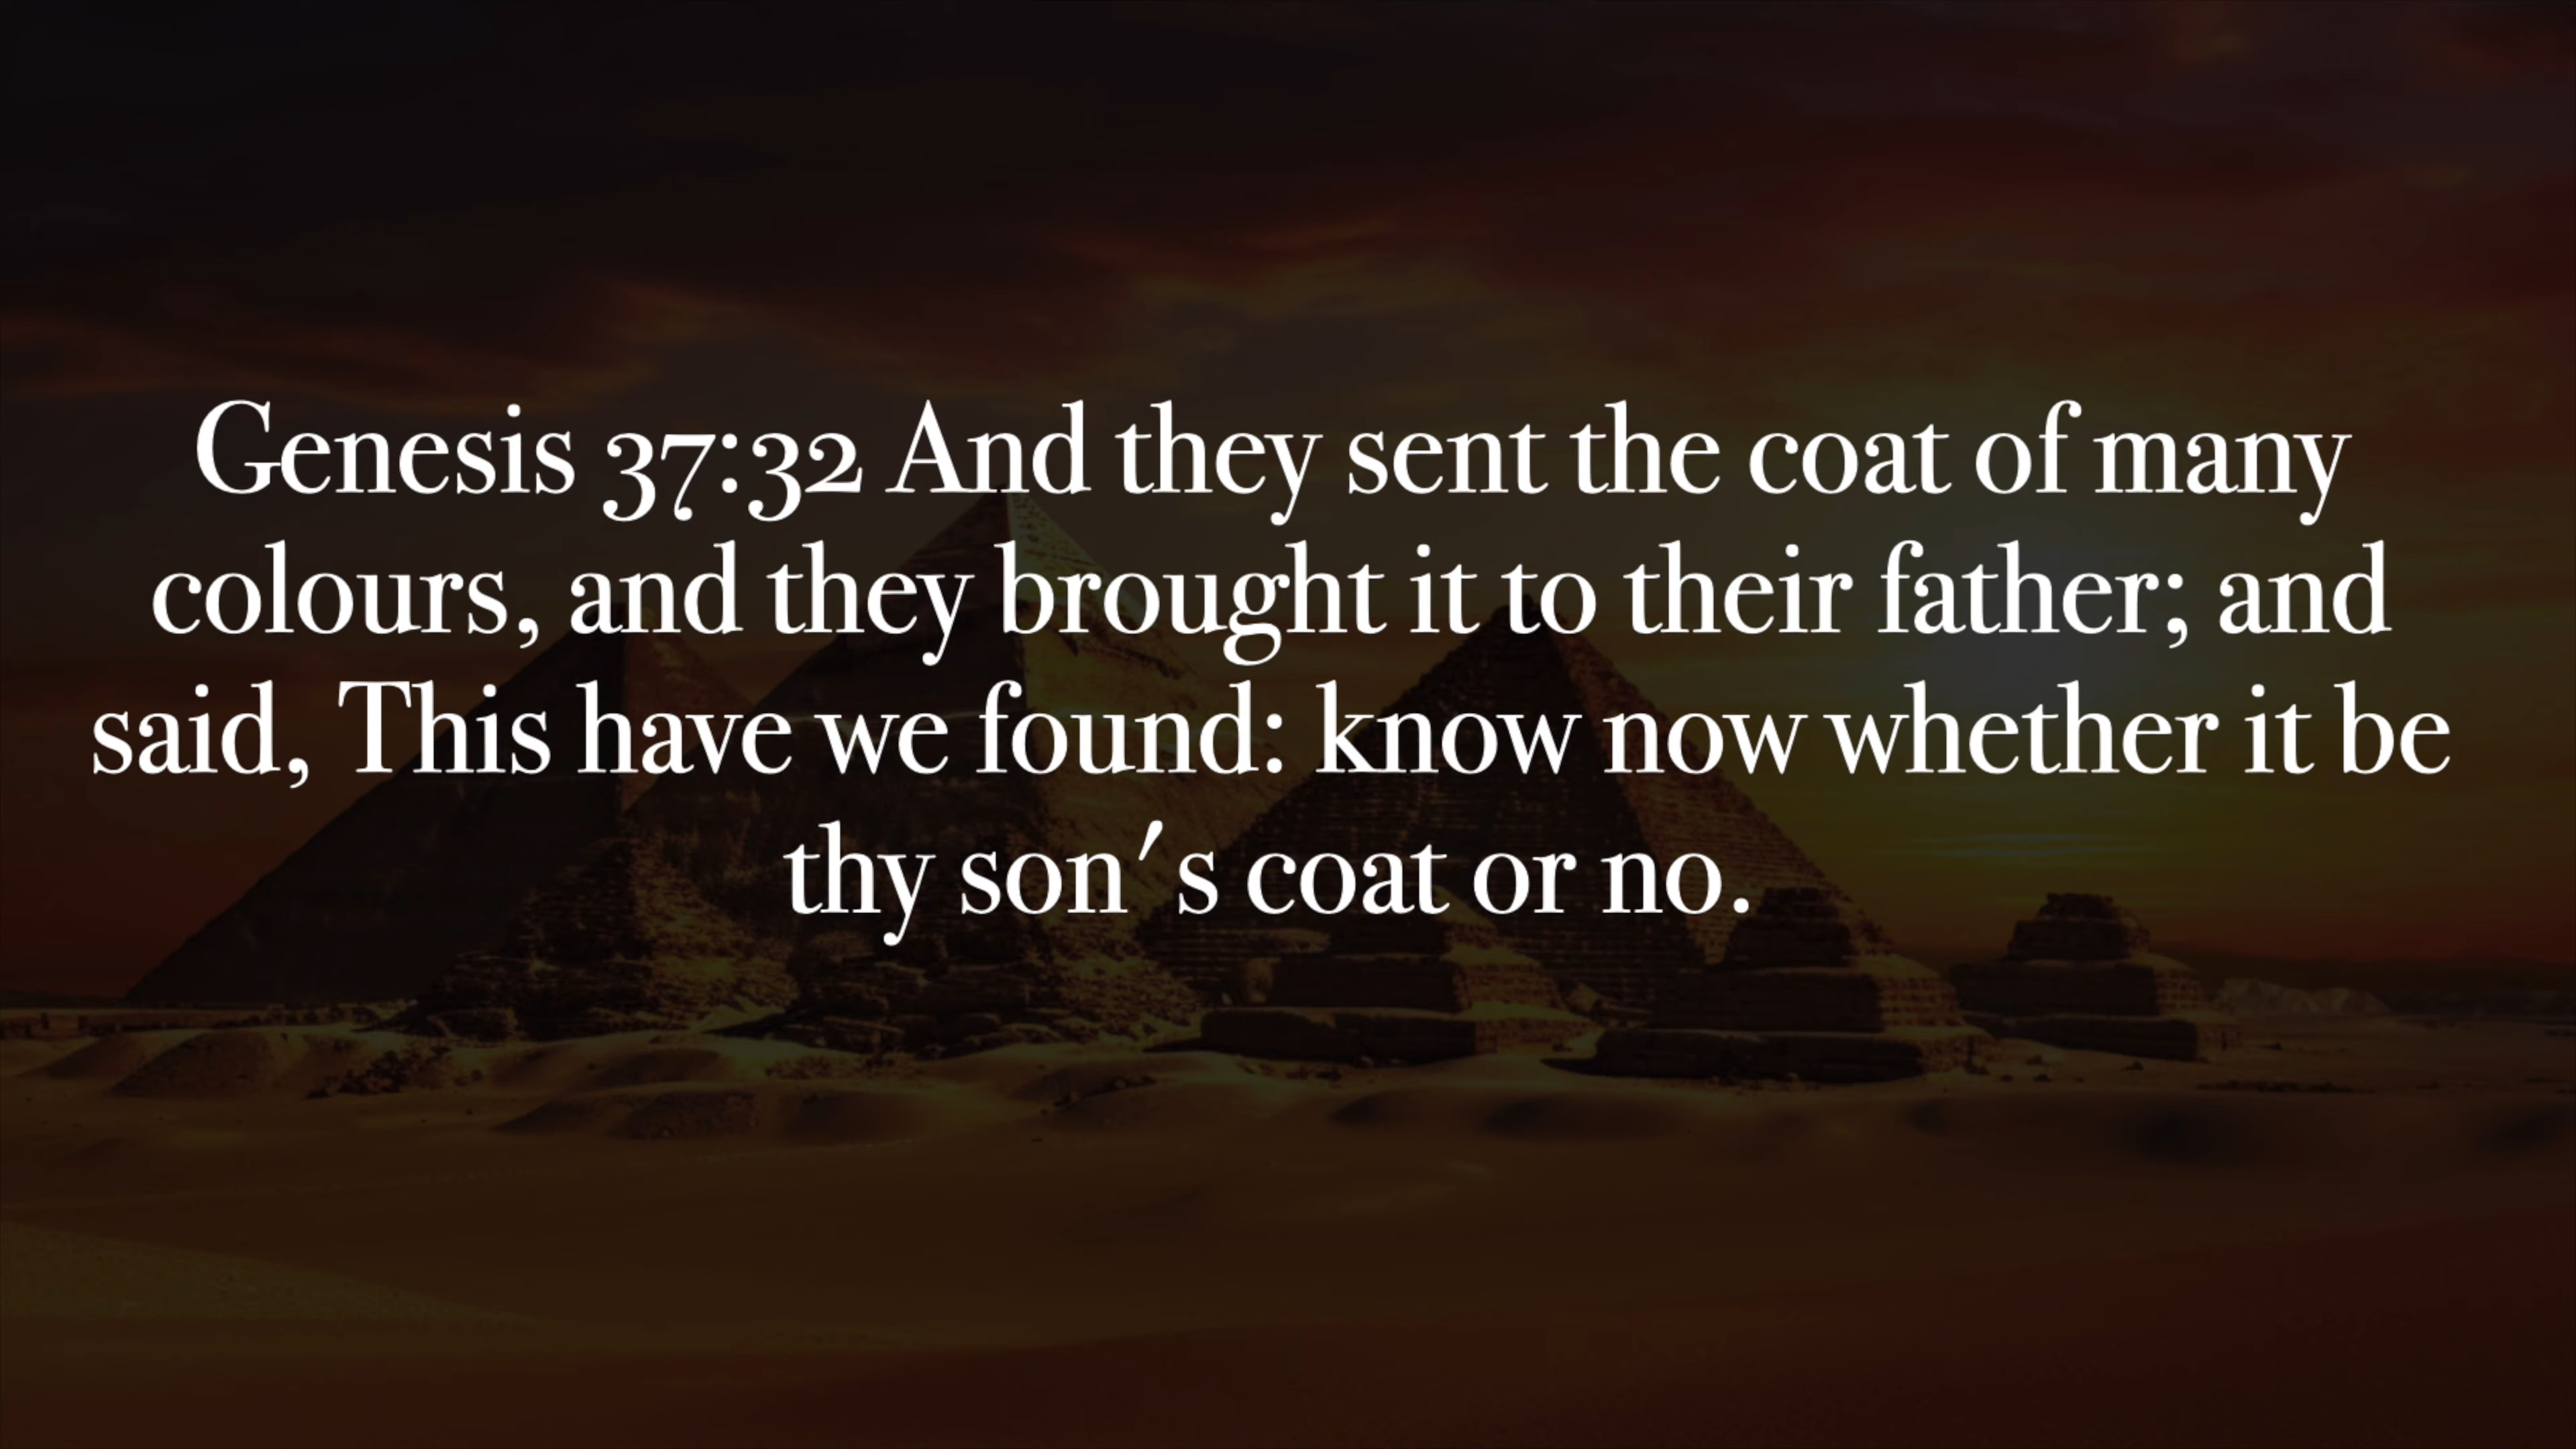 Genesis 37:32 And they sent the coat of many
colours, and they brought it to their father; and
said, This have we found: know now whether it be
thy son's coat or no.